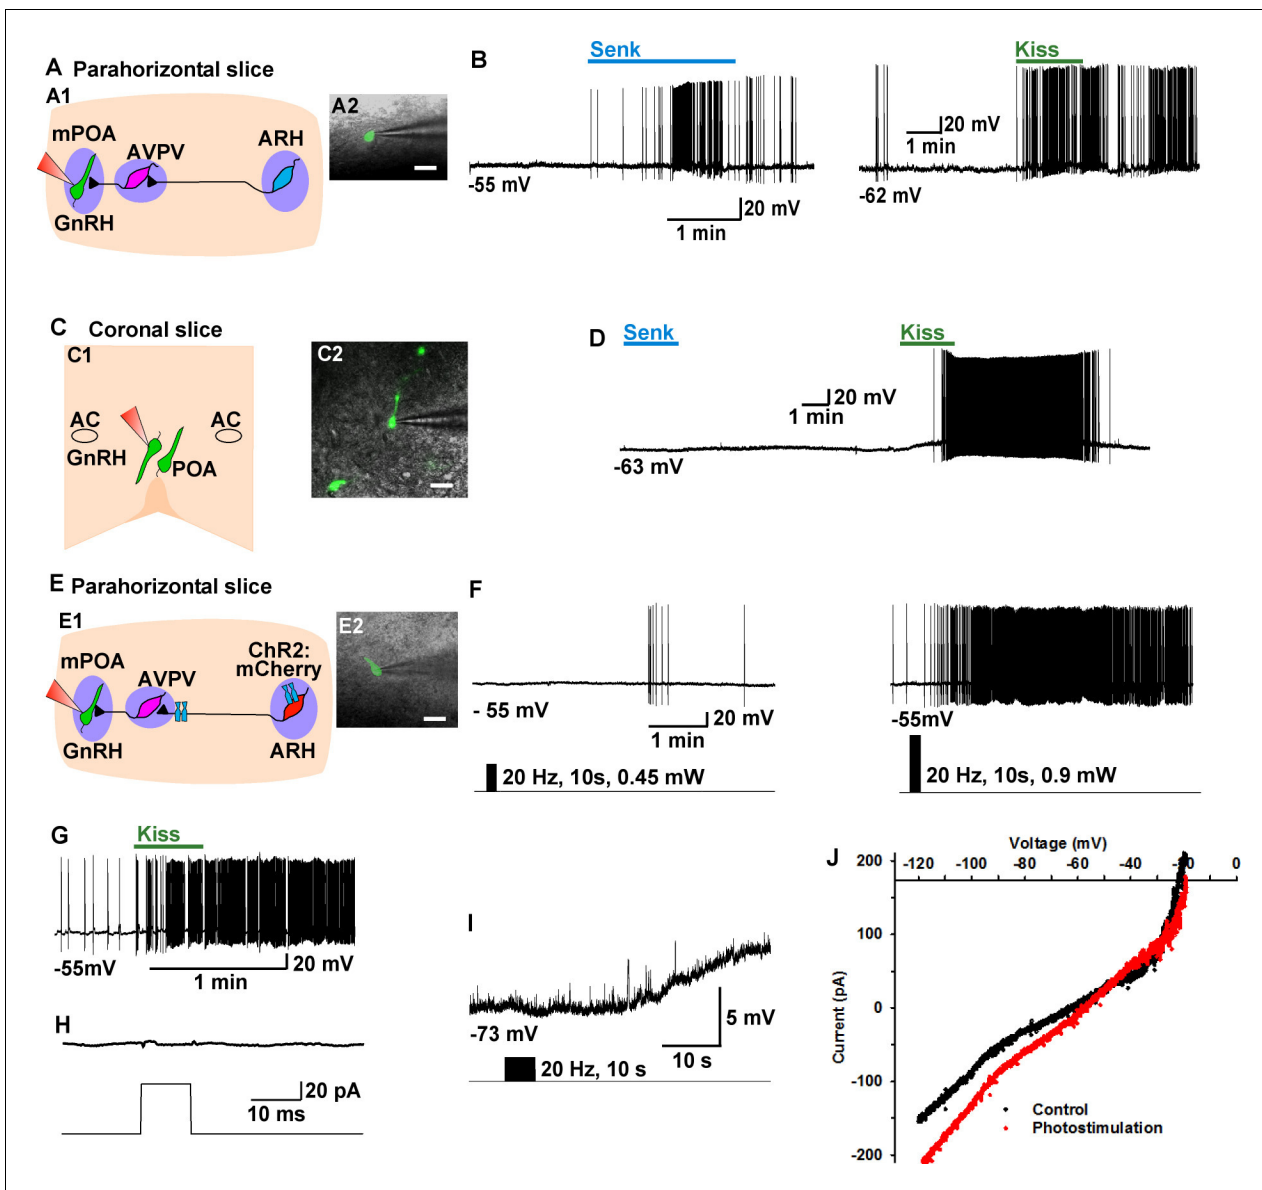 A Parahorizontal slice
A1
mPOA
AVPV
ARH
GnRH
A2
B
Senk
-55 mV
20 mV
1 min
Kiss
20 mV
1 min
-62 mV
C Coronal slice
C1
AC
GnRH
POA
AC
C2
D
Senk
Kiss
20 mV
1 min
-63 mV
E Parahorizontal slice
E1
mPOA
AVPV
ChR2:
mCherry
GnRH
ARH
E2
F
- 55 mV
20 mV
1 min
20 Hz, 10s, 0.45 mW
-55mV
20 Hz, 10s, 0.9 mW
G
Kiss
-55mV
1 min
20 mV
H
20 pA
10 ms
I
-73 mV
5 mV
10 s
20 Hz, 10 s
J
Voltage (mV)
-120 -100 -80 -60 -40 -20 0
Current (pA)
200
100
0
-100
-200
Control
Photostimulation